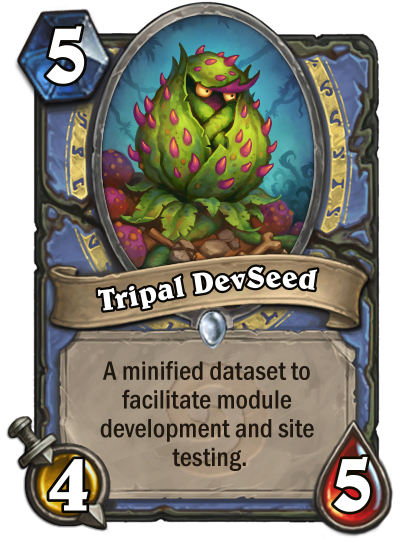 5
Tripal DevSeed
A minified dataset to
facilitate module
development and site
testing.
4
5